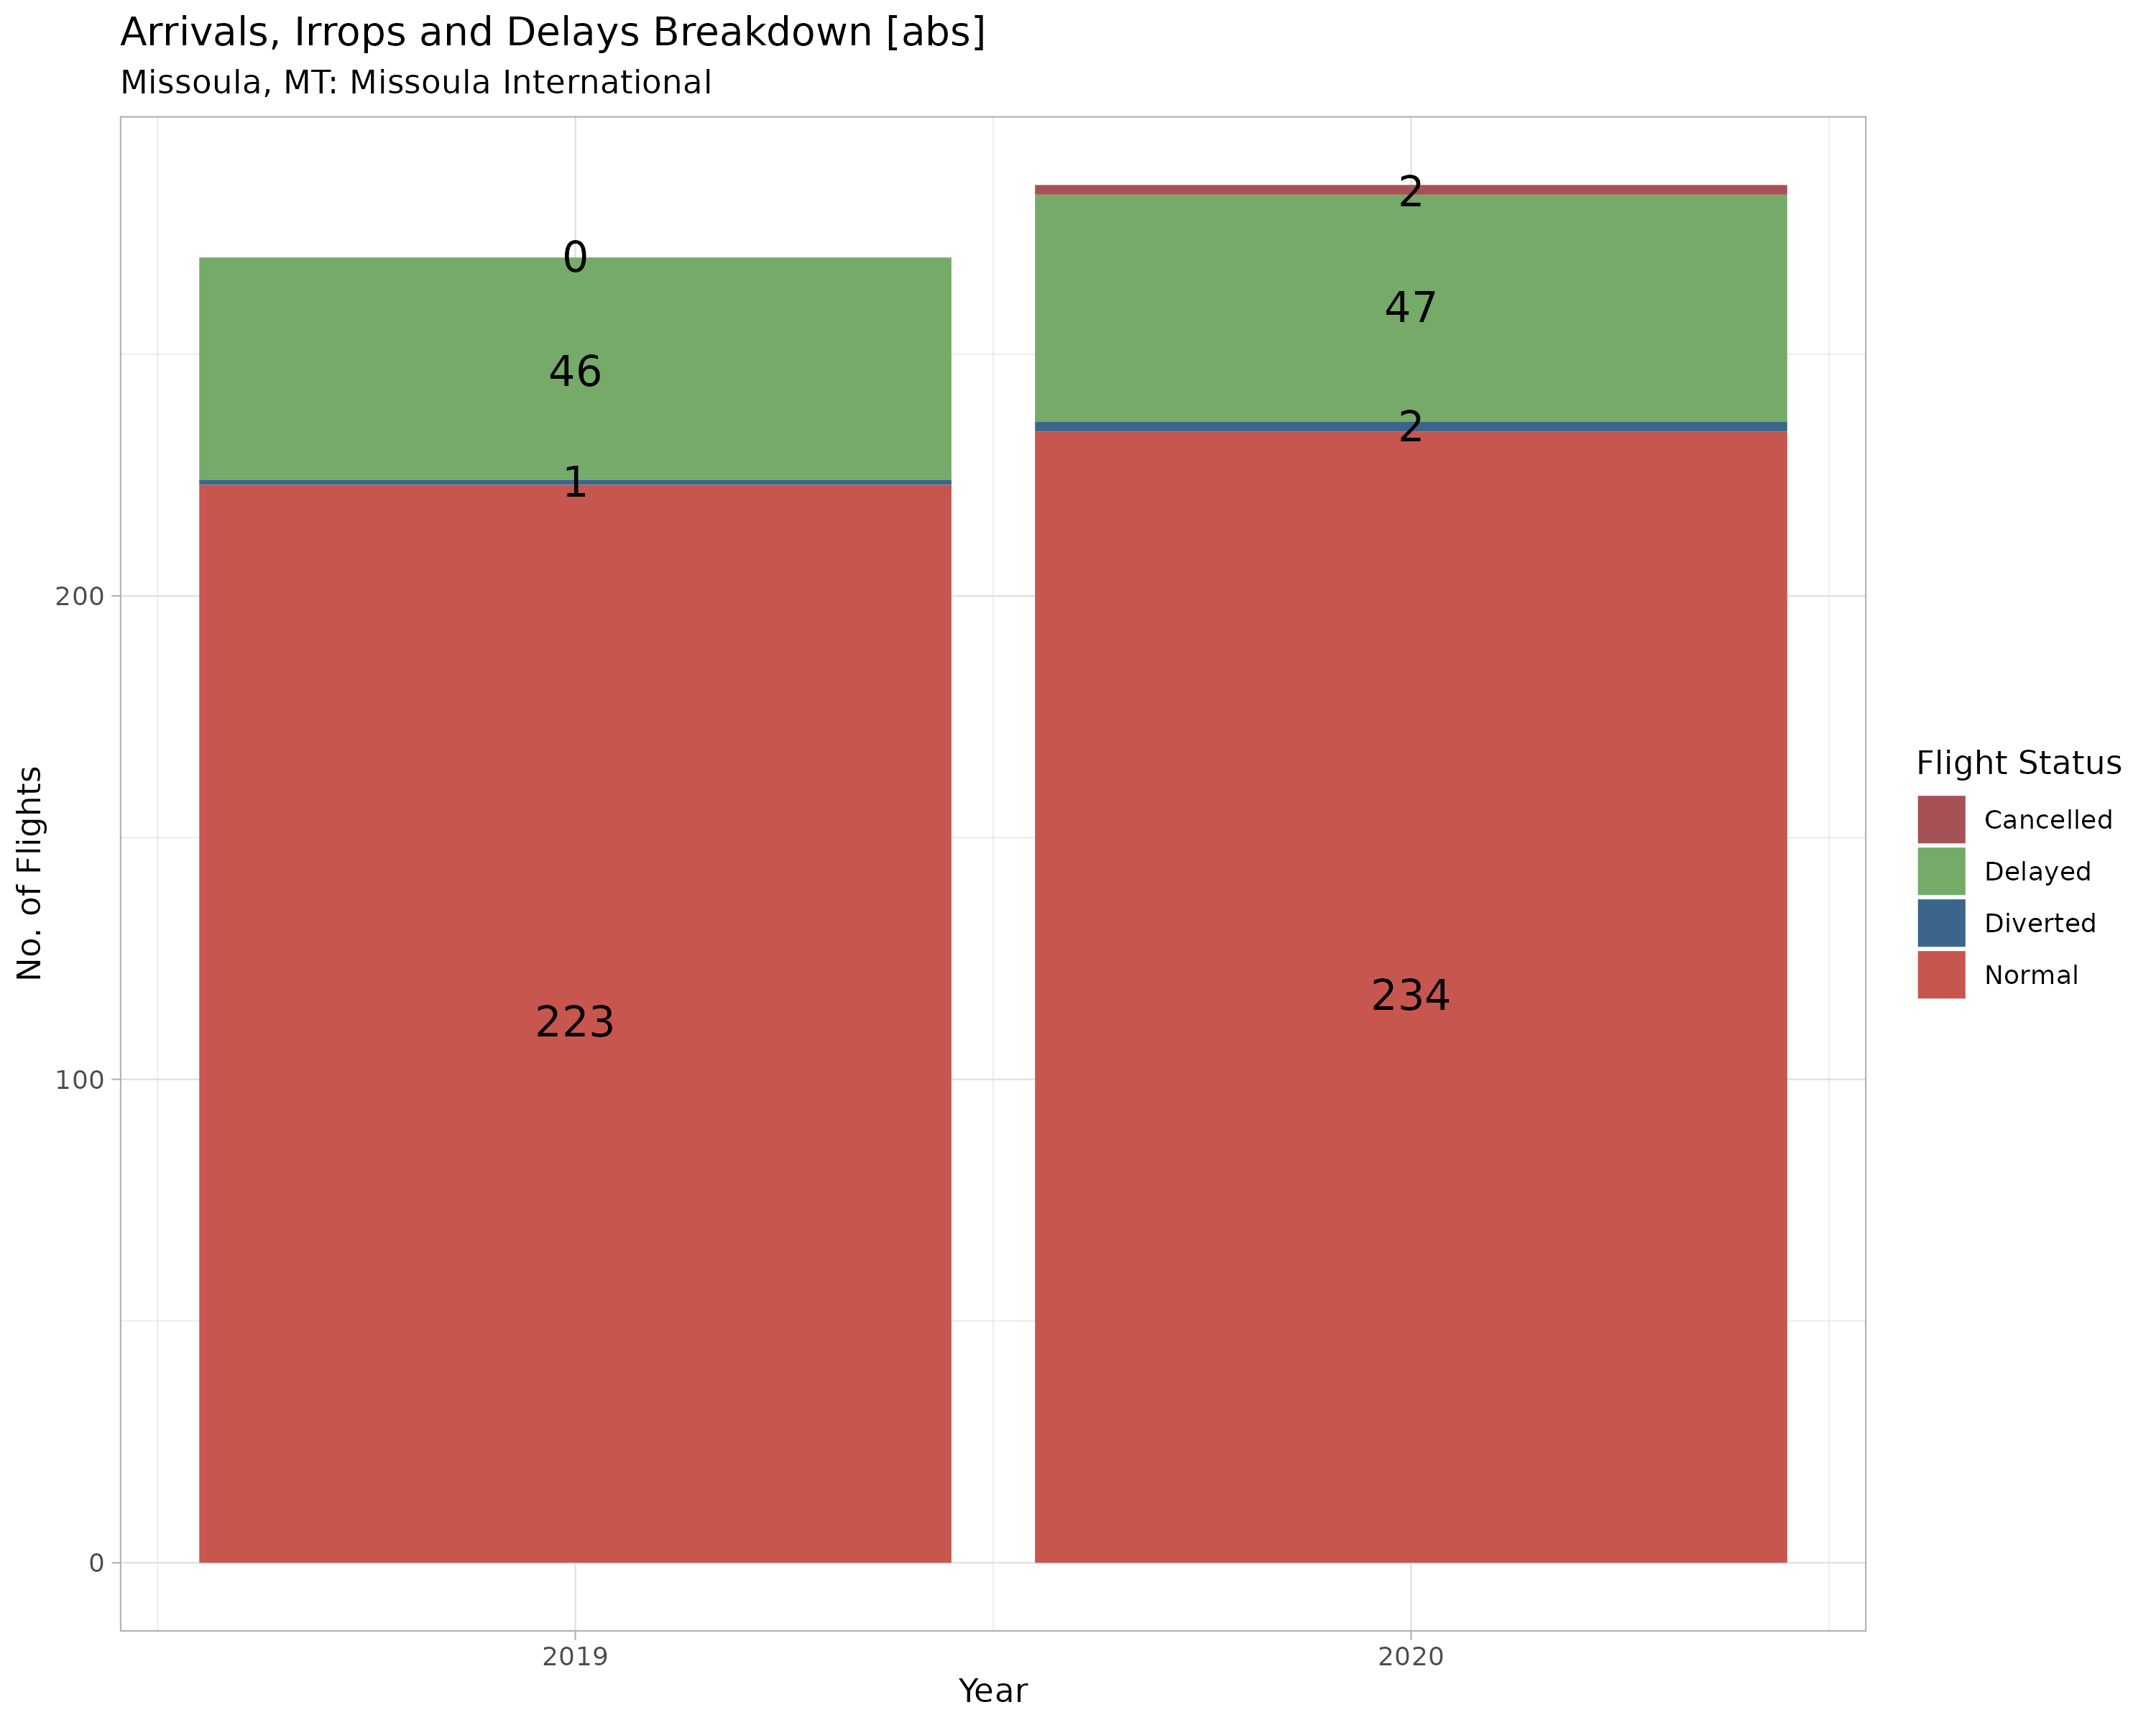 Arrivals, Irrops and Delays Breakdown [abs]
Missoula, MT: Missoula International
No. of Flights
200
100
0
0
46
1
223
2
47
2
234
2019
2020
Year
Flight Status
Cancelled
Delayed
Diverted
Normal